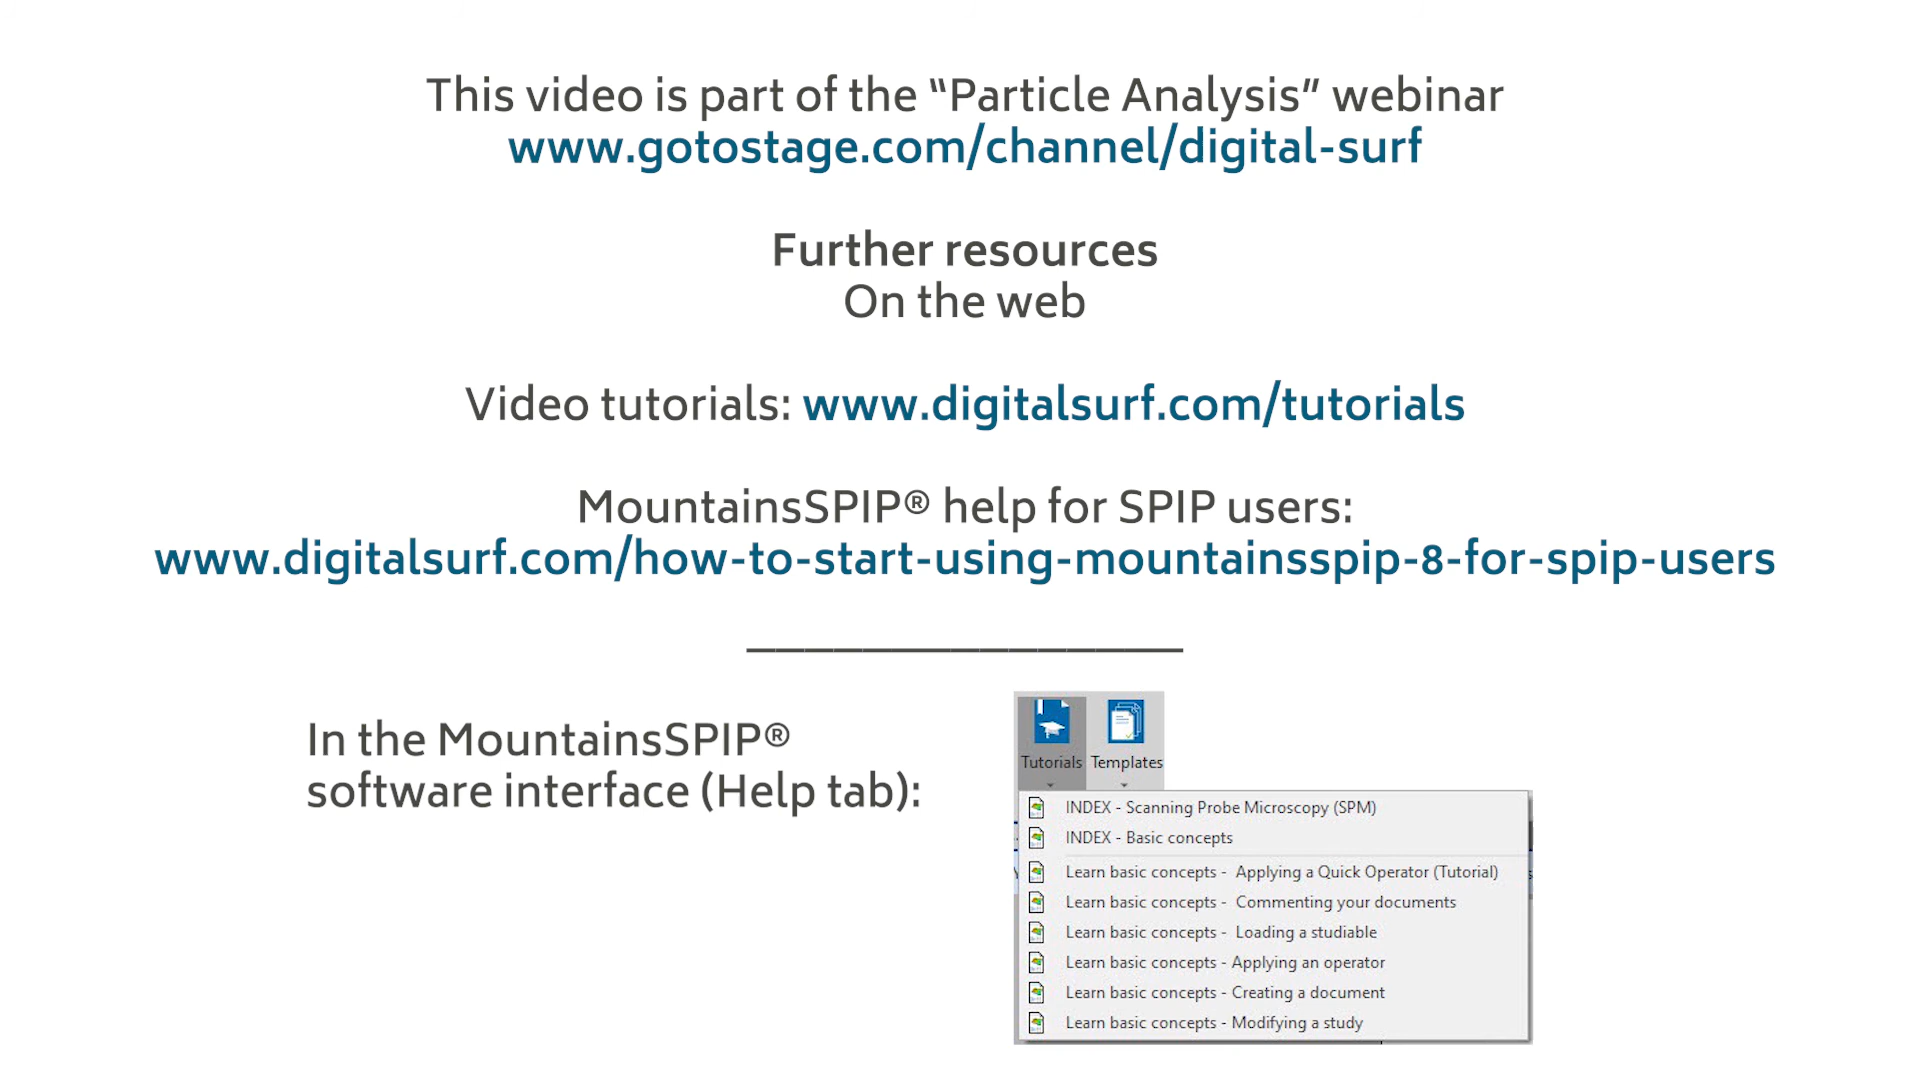 This video is part of the “Particle Analysis” webinar
www.gotostage.com/channel/digital-surf
Further resources
On the web
Video tutorials: www.digitalsurf.com/tutorials
MountainsSPIP® help for SPIP users:
www.digitalsurf.com/how-to-start-using-mountainsspip-8-for-spip-users
In the MountainsSPIP®
software interface (Help tab):
Tutorials Templates
INDEX - Scanning Probe Microscopy (SPM)
INDEX - Basic concepts
Learn basic concepts - Applying a Quick Operator (Tutorial)
Learn basic concepts - Commenting your documents
Learn basic concepts - Loading a studiable
Learn basic concepts - Applying an operator
Learn basic concepts - Creating a document
Learn basic concepts - Modifying a study